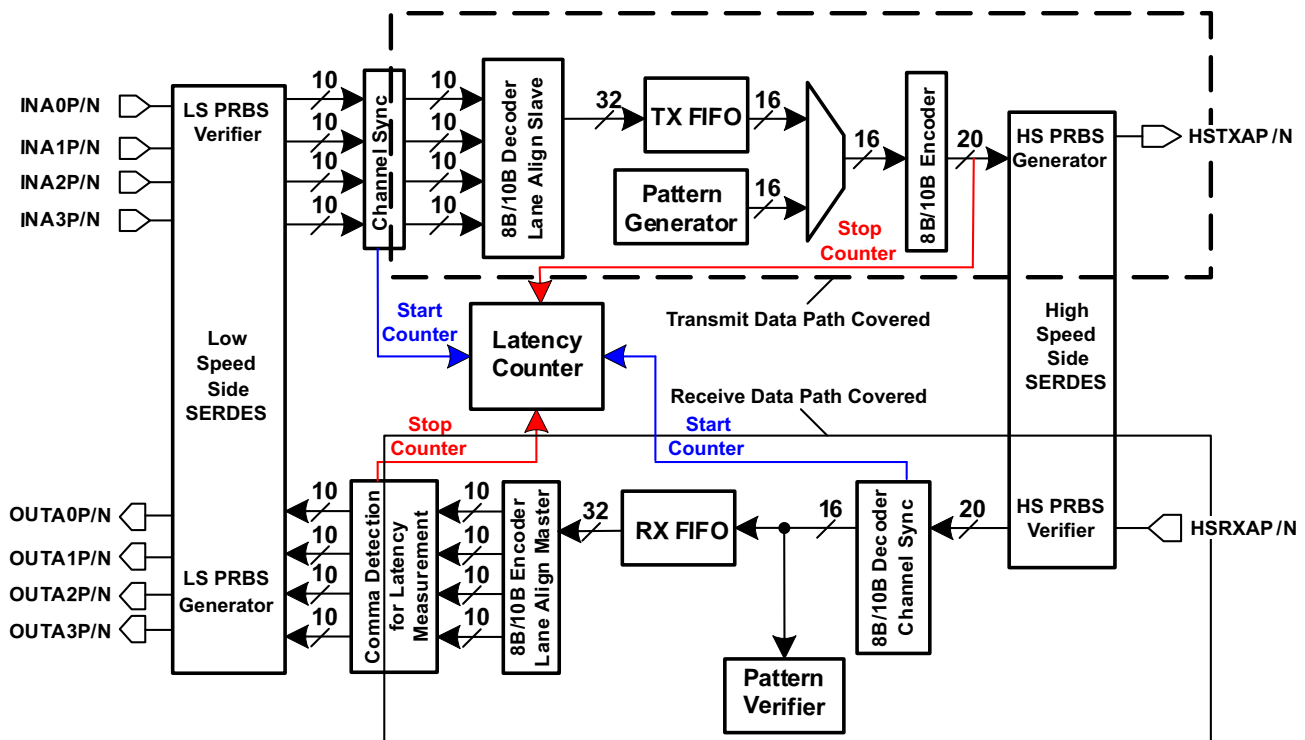 INA0P/N
INA1P/N
INA2P/N
INA3P/N
LS PRBS
Verifier
Low
Speed
Side
SERDES
LS PRBS
Generator
10
10
10
10
Channel Sync
10
10
10
10
8B/10B Decoder
Lane Align Slave
32
TX FIFO
16
Pattern
Generator
16
16
8B/10B Encoder
20
HS PRBS
Generator
HSTXAP/N
High
Speed
Side
SERDES
HS PRBS
Verifier
HSRXAP/N
Stop
Counter
Start
Counter
Latency
Counter
Transmit Data Path Covered
Receive Data Path Covered
Stop
Counter
Start
Counter
OUTA0P/N
OUTA1P/N
OUTA2P/N
OUTA3P/N
10
10
10
10
Comma Detection
for Latency
Measurement
10
10
10
10
8B/10B Encoder
Lane Align Master
32
RX FIFO
16
8B/10B Decoder
Channel Sync
20
Pattern
Verifier